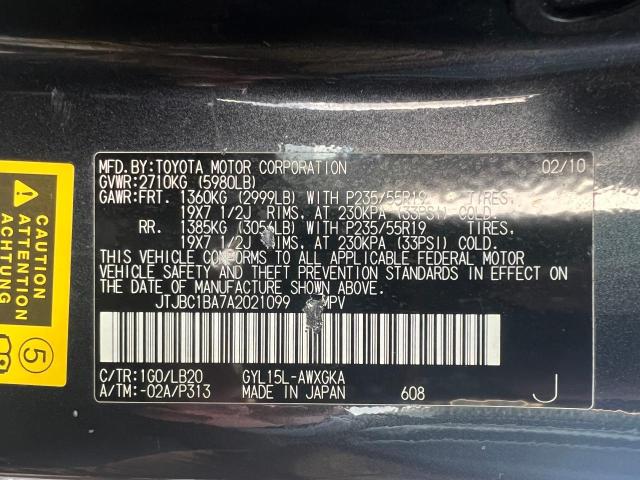 MFD.BY:TOYOTA MOTOR CORPORATION 02/10
GVWR:2710KG (5980LB)
GAWR:FRT. 1360KG (2999LB) WITH P235/55R19 TIRES,
19X7 1/2J RIMS, AT 230KPA (33PSI) COLD.
RR. 1385KG (3054LB) WITH P235/55R19 TIRES,
19X7 1/2J RIMS, AT 230KPA (33PSI) COLD.
THIS VEHICLE CONFORMS TO ALL APPLICABLE FEDERAL MOTOR
VEHICLE SAFETY AND THEFT PREVENTION STANDARDS IN EFFECT ON
THE DATE OF MANUFACTURE SHOWN ABOVE.
JTJBC1BA7A2021099 MPV
C/TR:1G0/LB20 GYL15L-AWXGKA
A/TM:-02A/P313 MADE IN JAPAN 608 J
CAUTION
ATTENTION
5